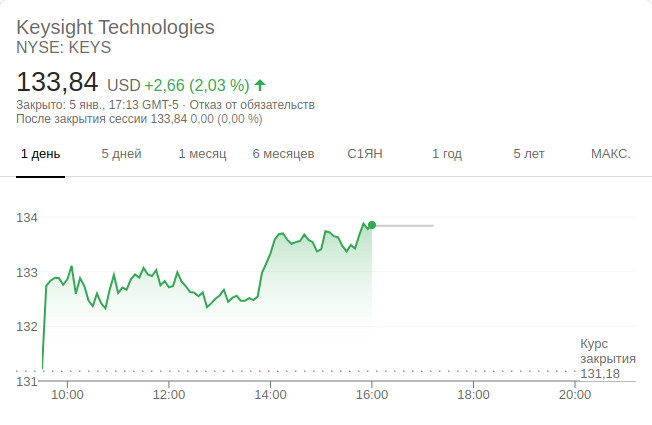 Keysight Technologies
NYSE: KEYS
133,84 USD +2,66 (2,03 %)
Закрыто: 5 янв., 17:13 GMT-5 · Отказ от обязательств
После закрытия сессии 133,84 0,00 (0,00 %)
1 день 5 дней 1 месяц 6 месяцев С1ЯН 1 год 5 лет МАКС.
134
133
132
Курс
закрытия
131,18
131
10:00 12:00 14:00 16:00 18:00 20:00